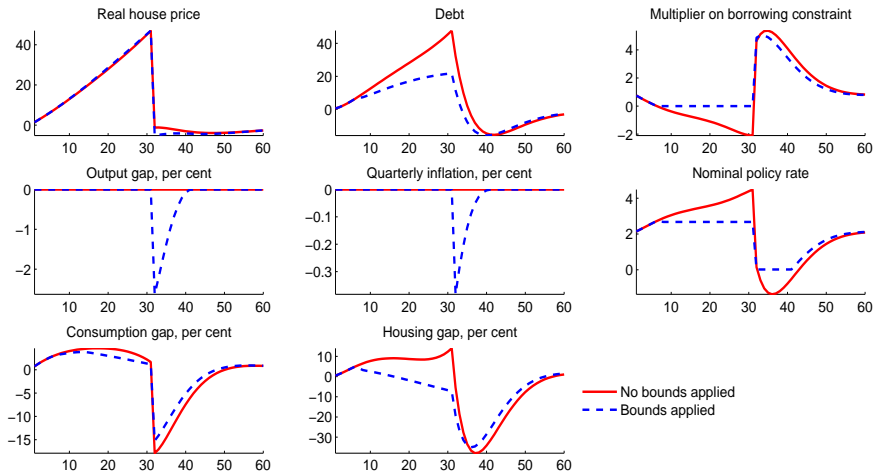 Real house price
40
20
0
10 20 30 40 50 60
Debt
40
20
0
10 20 30 40 50 60
Multiplier on borrowing constraint
4
2
0
−2
10 20 30 40 50 60
Output gap, per cent
0
−1
−2
10 20 30 40 50 60
Quarterly inflation, per cent
0
−0.1
−0.2
−0.3
10 20 30 40 50 60
Nominal policy rate
4
2
0
10 20 30 40 50 60
Consumption gap, per cent
0
−5
−10
−15
10 20 30 40 50 60
Housing gap, per cent
10
0
−10
−20
−30
10 20 30 40 50 60
No bounds applied
Bounds applied